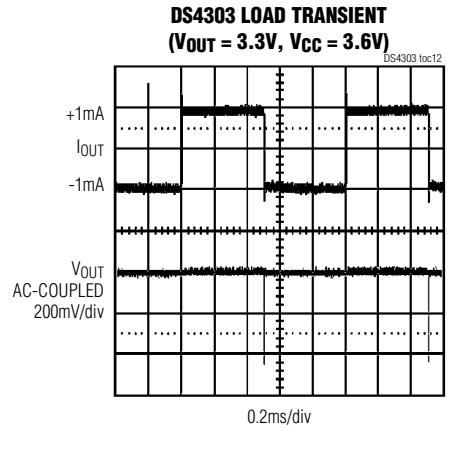 DS4303 LOAD TRANSIENT
(VOUT = 3.3V, VCC = 3.6V)
DS4303 toc12
+1mA
IOUT
-1mA
VOUT
AC-COUPLED
200mV/div
0.2ms/div